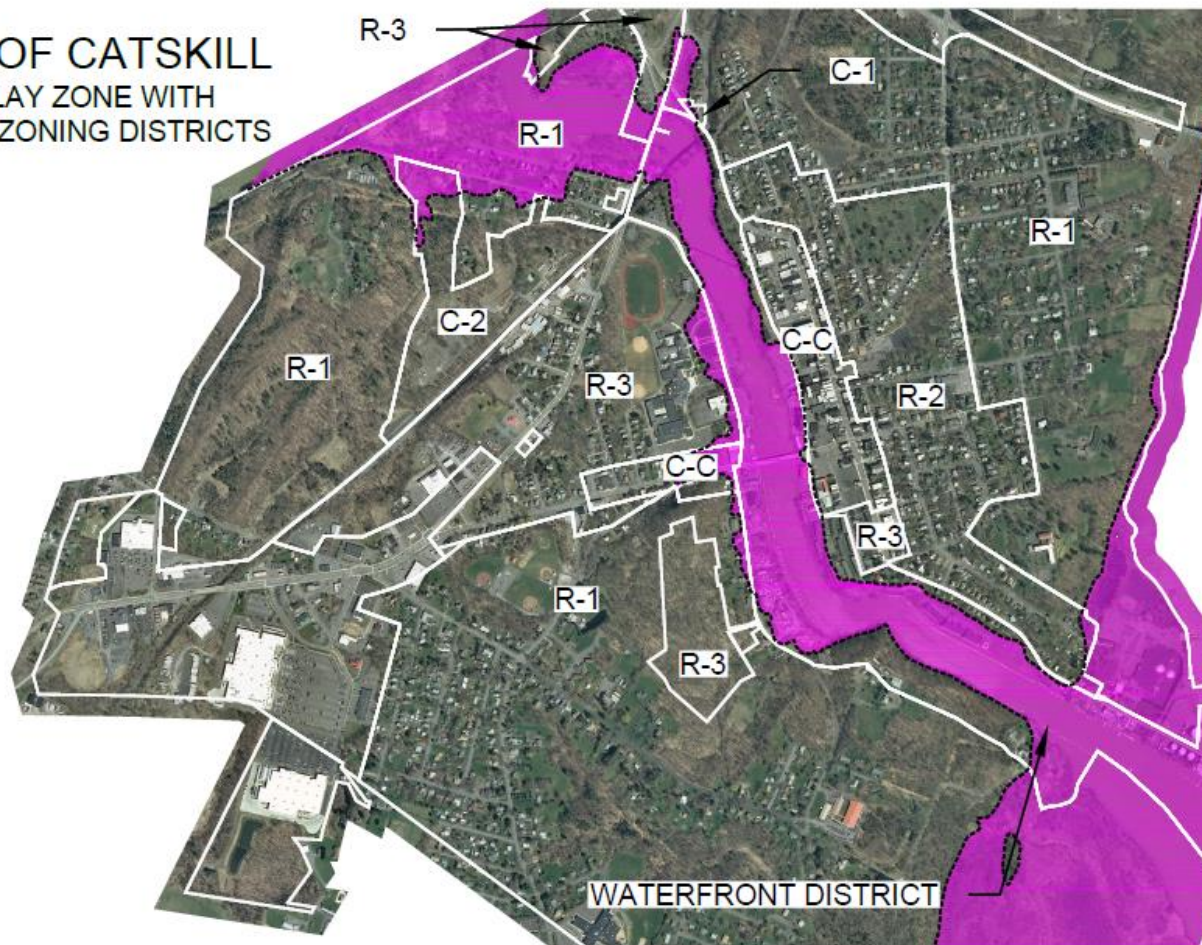 OF CATSKILL
LAY ZONE WITH
ZONING DISTRICTS
R-3
C-1
R-1
R-1
C-2
R-1
C-C
R-3
R-2
C-C
R-3
R-1
R-3
WATERFRONT DISTRICT